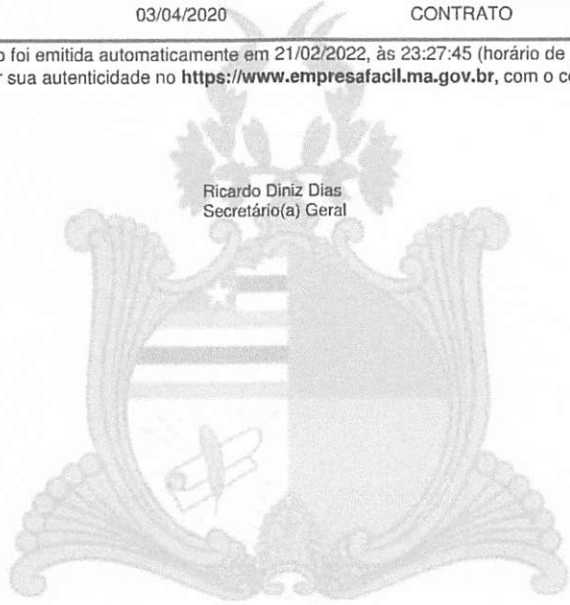 03/04/2020 CONTRATO
o foi emitida automaticamente em 21/02/2022, às 23:27:45 (horário de
sua autenticidade no https://www.empresafacil.ma.gov.br, com o
Ricardo Diniz Dias
Secretário(a) Geral